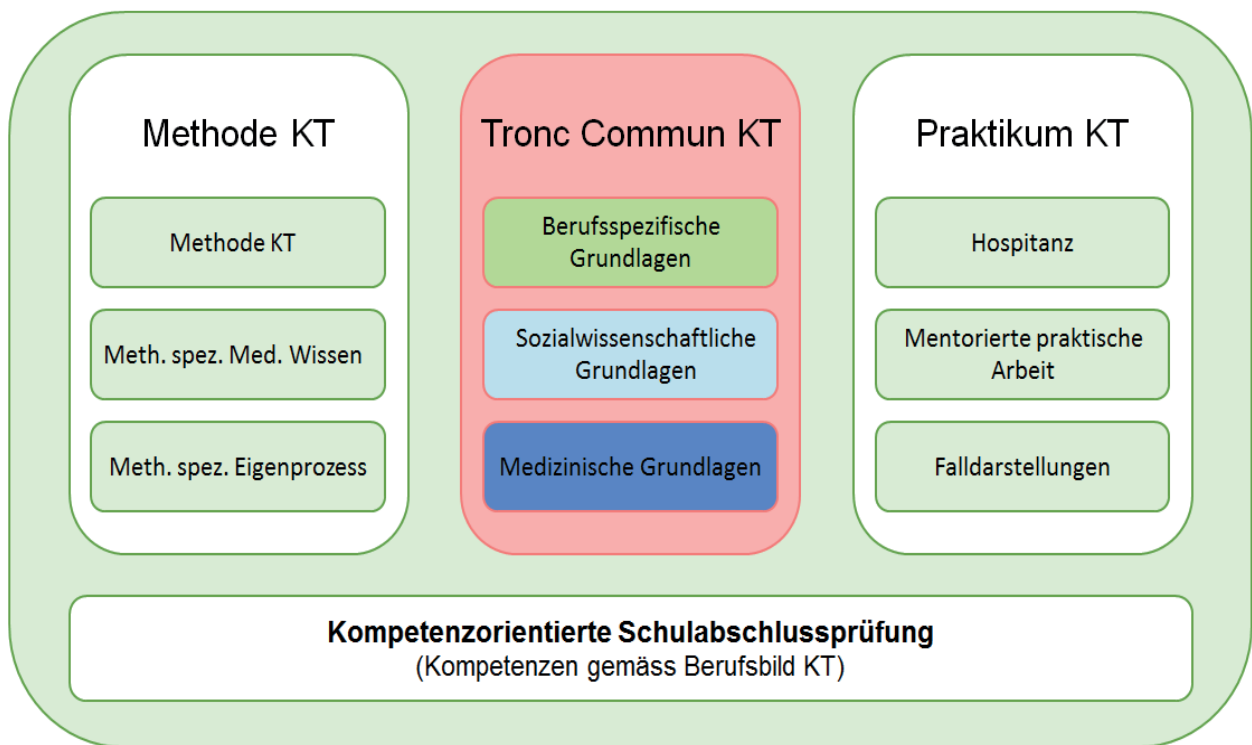 Methode KT
Methode KT
Meth. spez. Med. Wissen
Meth. spez. Eigenprozess
Tronc Commun KT
Berufsspezifische
Grundlagen
Sozialwissenschaftliche
Grundlagen
Medizinische Grundlagen
Praktikum KT
Hospitanz
Mentorierte praktische
Arbeit
Falldarstellungen
Kompetenzorientierte Schulabschlussprüfung
(Kompetenzen gemäss Berufsbild KT)